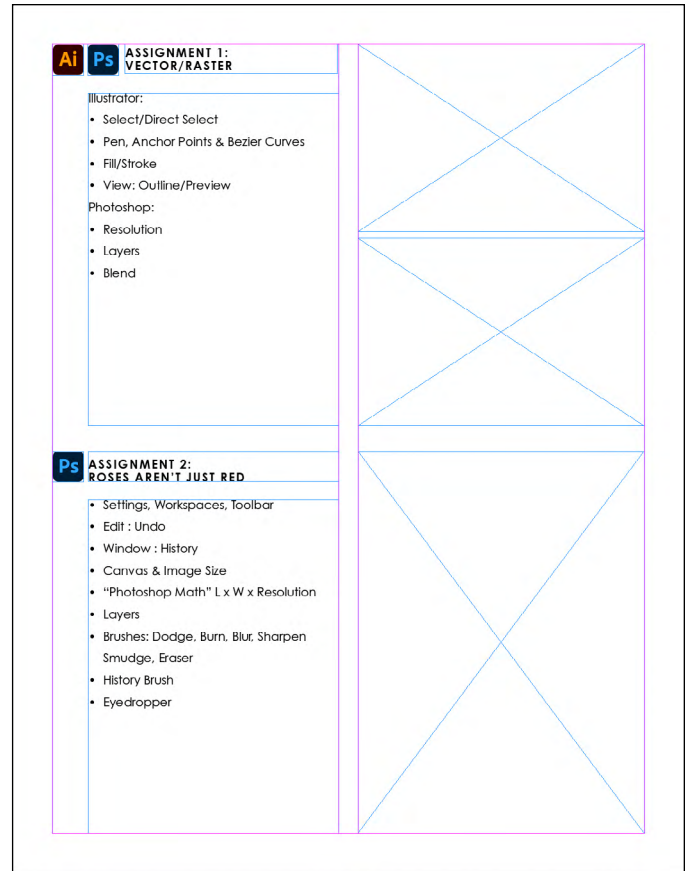 Ai Ps ASSIGNMENT 1:
VECTOR/RASTER
Illustrator:
• Select/Direct Select
• Pen, Anchor Points & Bezier Curves
• Fill/Stroke
• View: Outline/Preview
Photoshop:
• Resolution
• Layers
• Blend
Ps ASSIGNMENT 2:
ROSES AREN'T JUST RED
• Settings, Workspaces, Toolbar
• Edit : Undo
• Window : History
• Canvas & Image Size
• “Photoshop Math” L x W x Resolution
• Layers
• Brushes: Dodge, Burn, Blur, Sharpen
Smudge, Eraser
• History Brush
• Eyedropper